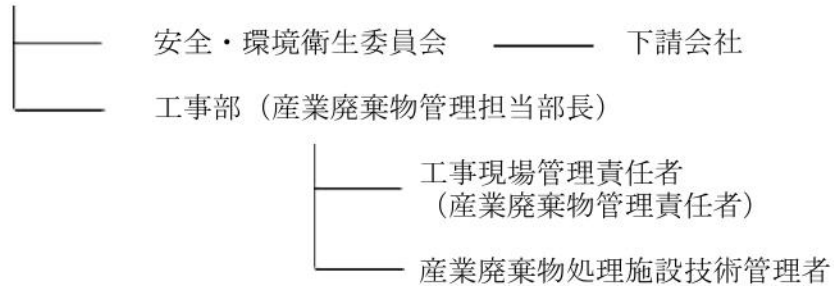 安全・環境衛生委員会 下請会社
工事部（産業廃棄物管理担当部長）
工事現場管理責任者
（産業廃棄物管理責任者）
産業廃棄物処理施設技術管理者